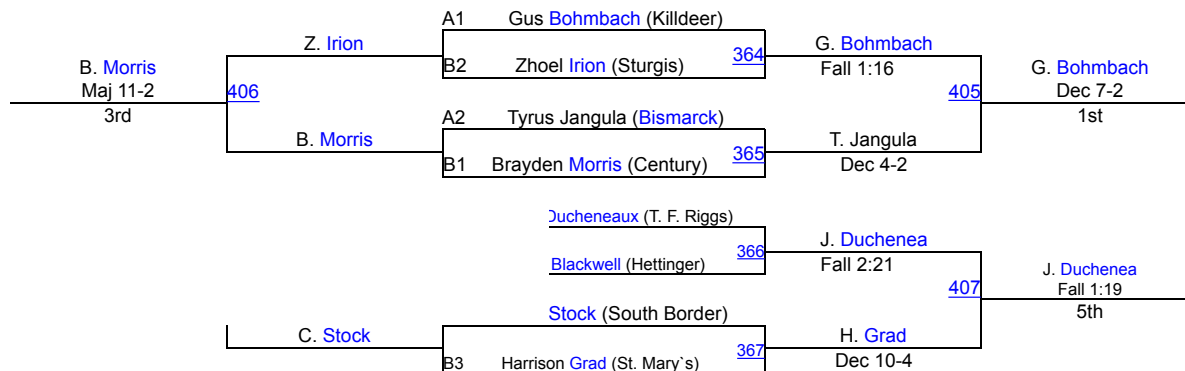 A1 Gus Bohmbach (Killdeer)
Z. Irion
G. Bohmbach
B2 Zhoel Irion (Sturgis) 364
Fall 1:16
B. Morris
G. Bohmbach
Maj 11-2
406
405
Dec 7-2
3rd
1st
A2 Tyrus Jangula (Bismarck)
B. Morris
T. Jangula
B1 Brayden Morris (Century) 365
Dec 4-2
Ducheneaux (T. F. Riggs)
J. Duchenea
Blackwell (Hettinger) 366
Fall 2:21
407
J. Duchenea
Fall 1:19
5th
Stock (South Border)
C. Stock
H. Grad
B3 Harrison Grad (St. Mary`s) 367
Dec 10-4